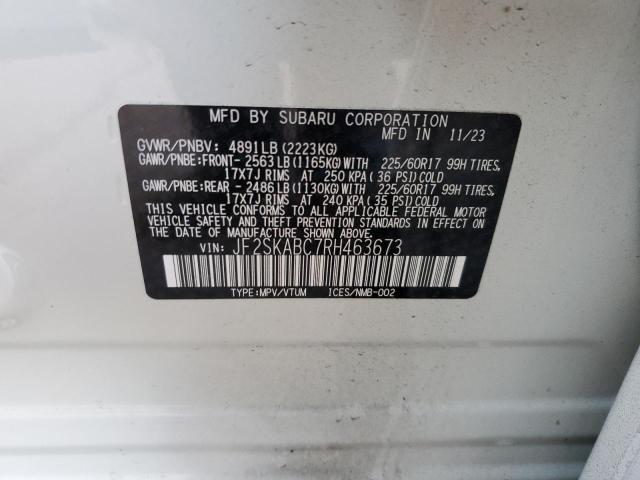 MFD BY SUBARU CORPORATION
MFD IN 11/23
GVWR/PNBV: 4891LB (2223KG)
GAWR/PNBE:FRONT- 2563 LB (1165KG) WITH 225/60R17 99H TIRES,
17X7J RIMS AT 250 KPA (36 PSI) COLD
GAWR/PNBE:REAR - 2486 LB (1130KG) WITH 225/60R17 99H TIRES,
17X7J RIMS AT 240 KPA (35 PSI) COLD
THIS VEHICLE CONFORMS TO ALL APPLICABLE FEDERAL MOTOR
VEHICLE SAFETY AND THEFT PREVENTION STANDARDS IN EFFECT ON
THE DATE OF MANUFACTURE SHOWN ABOVE.
VIN: JF2SKABC7RH463673
TYPE:MPV/VTUM ICES/NMB-002